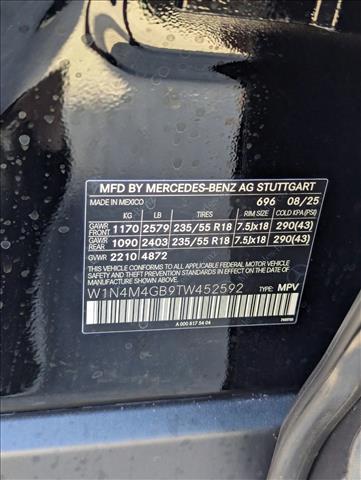 MFD BY MERCEDES-BENZ AG STUTTGART
MADE IN MEXICO 696 08/25
KG LB TIRES RIM SIZE COLD KPA (PSI)
GAWR FRONT 1170 2579 235/55 R18 7.5Jx18 290(43)
GAWR REAR 1090 2403 235/55 R18 7.5Jx18 290(43)
GVWR 2210 4872
THIS VEHICLE CONFORMS TO ALL APPLICABLE
FEDERAL MOTOR VEHICLE SAFETY, BUMPER, AND
THEFT PREVENTION STANDARDS IN EFFECT ON
THE DATE OF MANUFACTURE SHOWN ABOVE.
W1N4M4GB9TW452592 TYPE: MPV
A 000 817 54 04